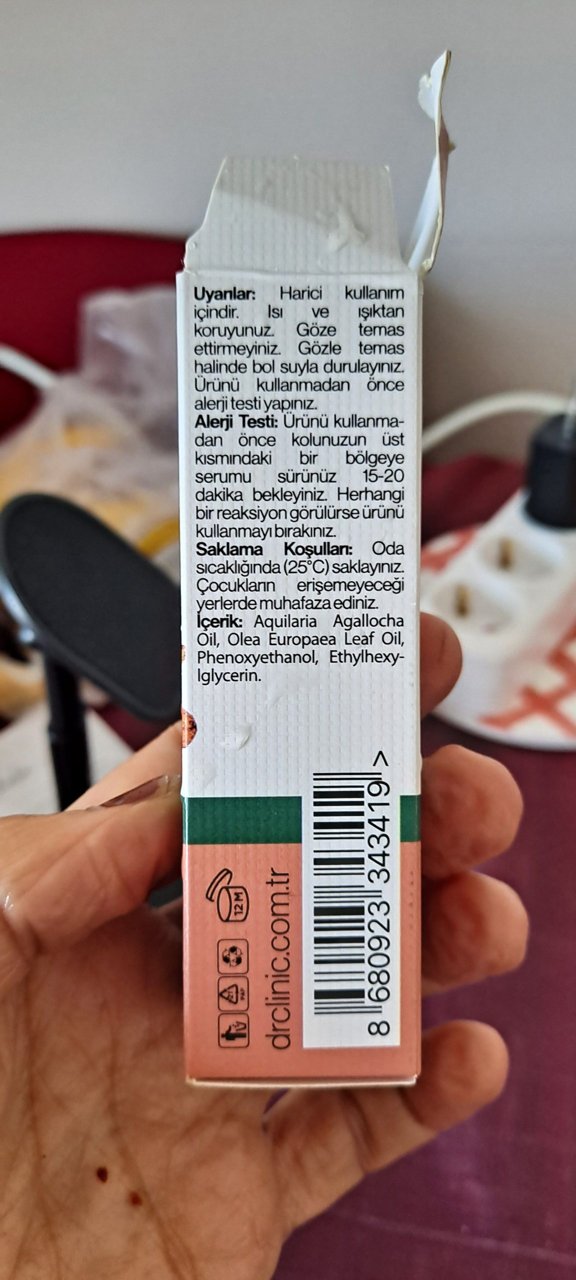 Uyarılar: Harici kullanım
içindir. Isı ve ışıktan
koruyunuz. Göze temas
ettirmeyiniz. Gözle temas
halinde bol suyla durulayınız.
Ürünü kullanmadan önce
alerji testi yapınız.
Alerji Testi: Ürünü kullanma-
dan önce kolunuzun üst
kısmındaki bir bölgeye
serumu sürünüz 15-20
dakika bekleyiniz. Herhangi
bir reaksiyon görülürse ürünü
kullanmayı bırakınız.
Saklama Koşulları: Oda
sıcaklığında (25°C) saklayınız.
Çocukların erişemeyeceği
yerlerde muhafaza ediniz.
İçerik: Aquilaria Agallocha
Oil, Olea Europaea Leaf Oil,
Phenoxyethanol, Ethylhexy-
lglycerin.
12M
drclinic.com.tr
8 680923 343419 >